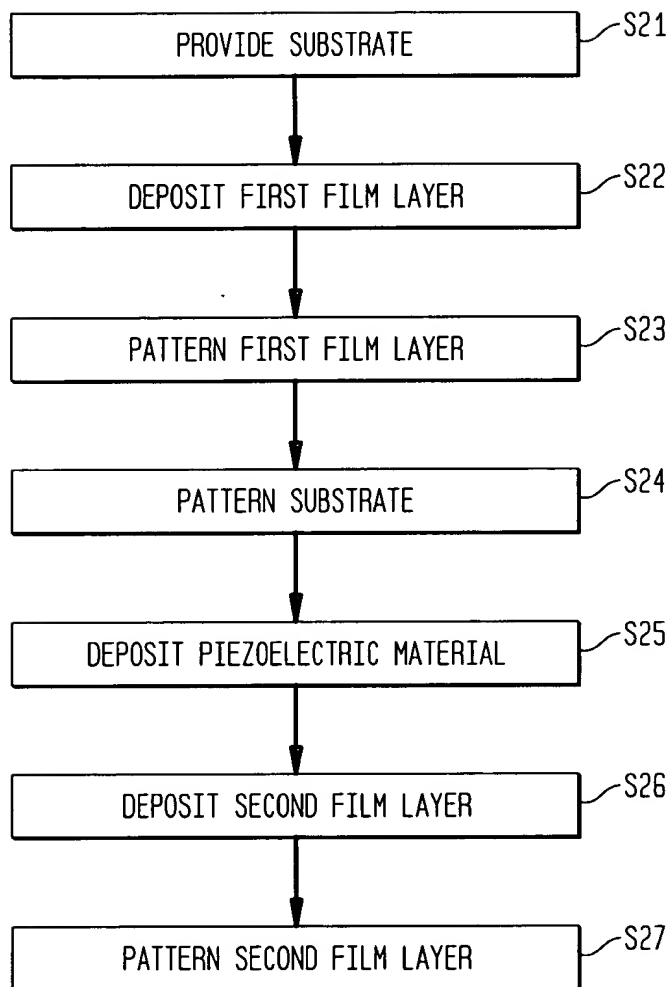 PROVIDE SUBSTRATE S21
DEPOSIT FIRST FILM LAYER S22
PATTERN FIRST FILM LAYER S23
PATTERN SUBSTRATE S24
DEPOSIT PIEZOELECTRIC MATERIAL S25
DEPOSIT SECOND FILM LAYER S26
PATTERN SECOND FILM LAYER S27